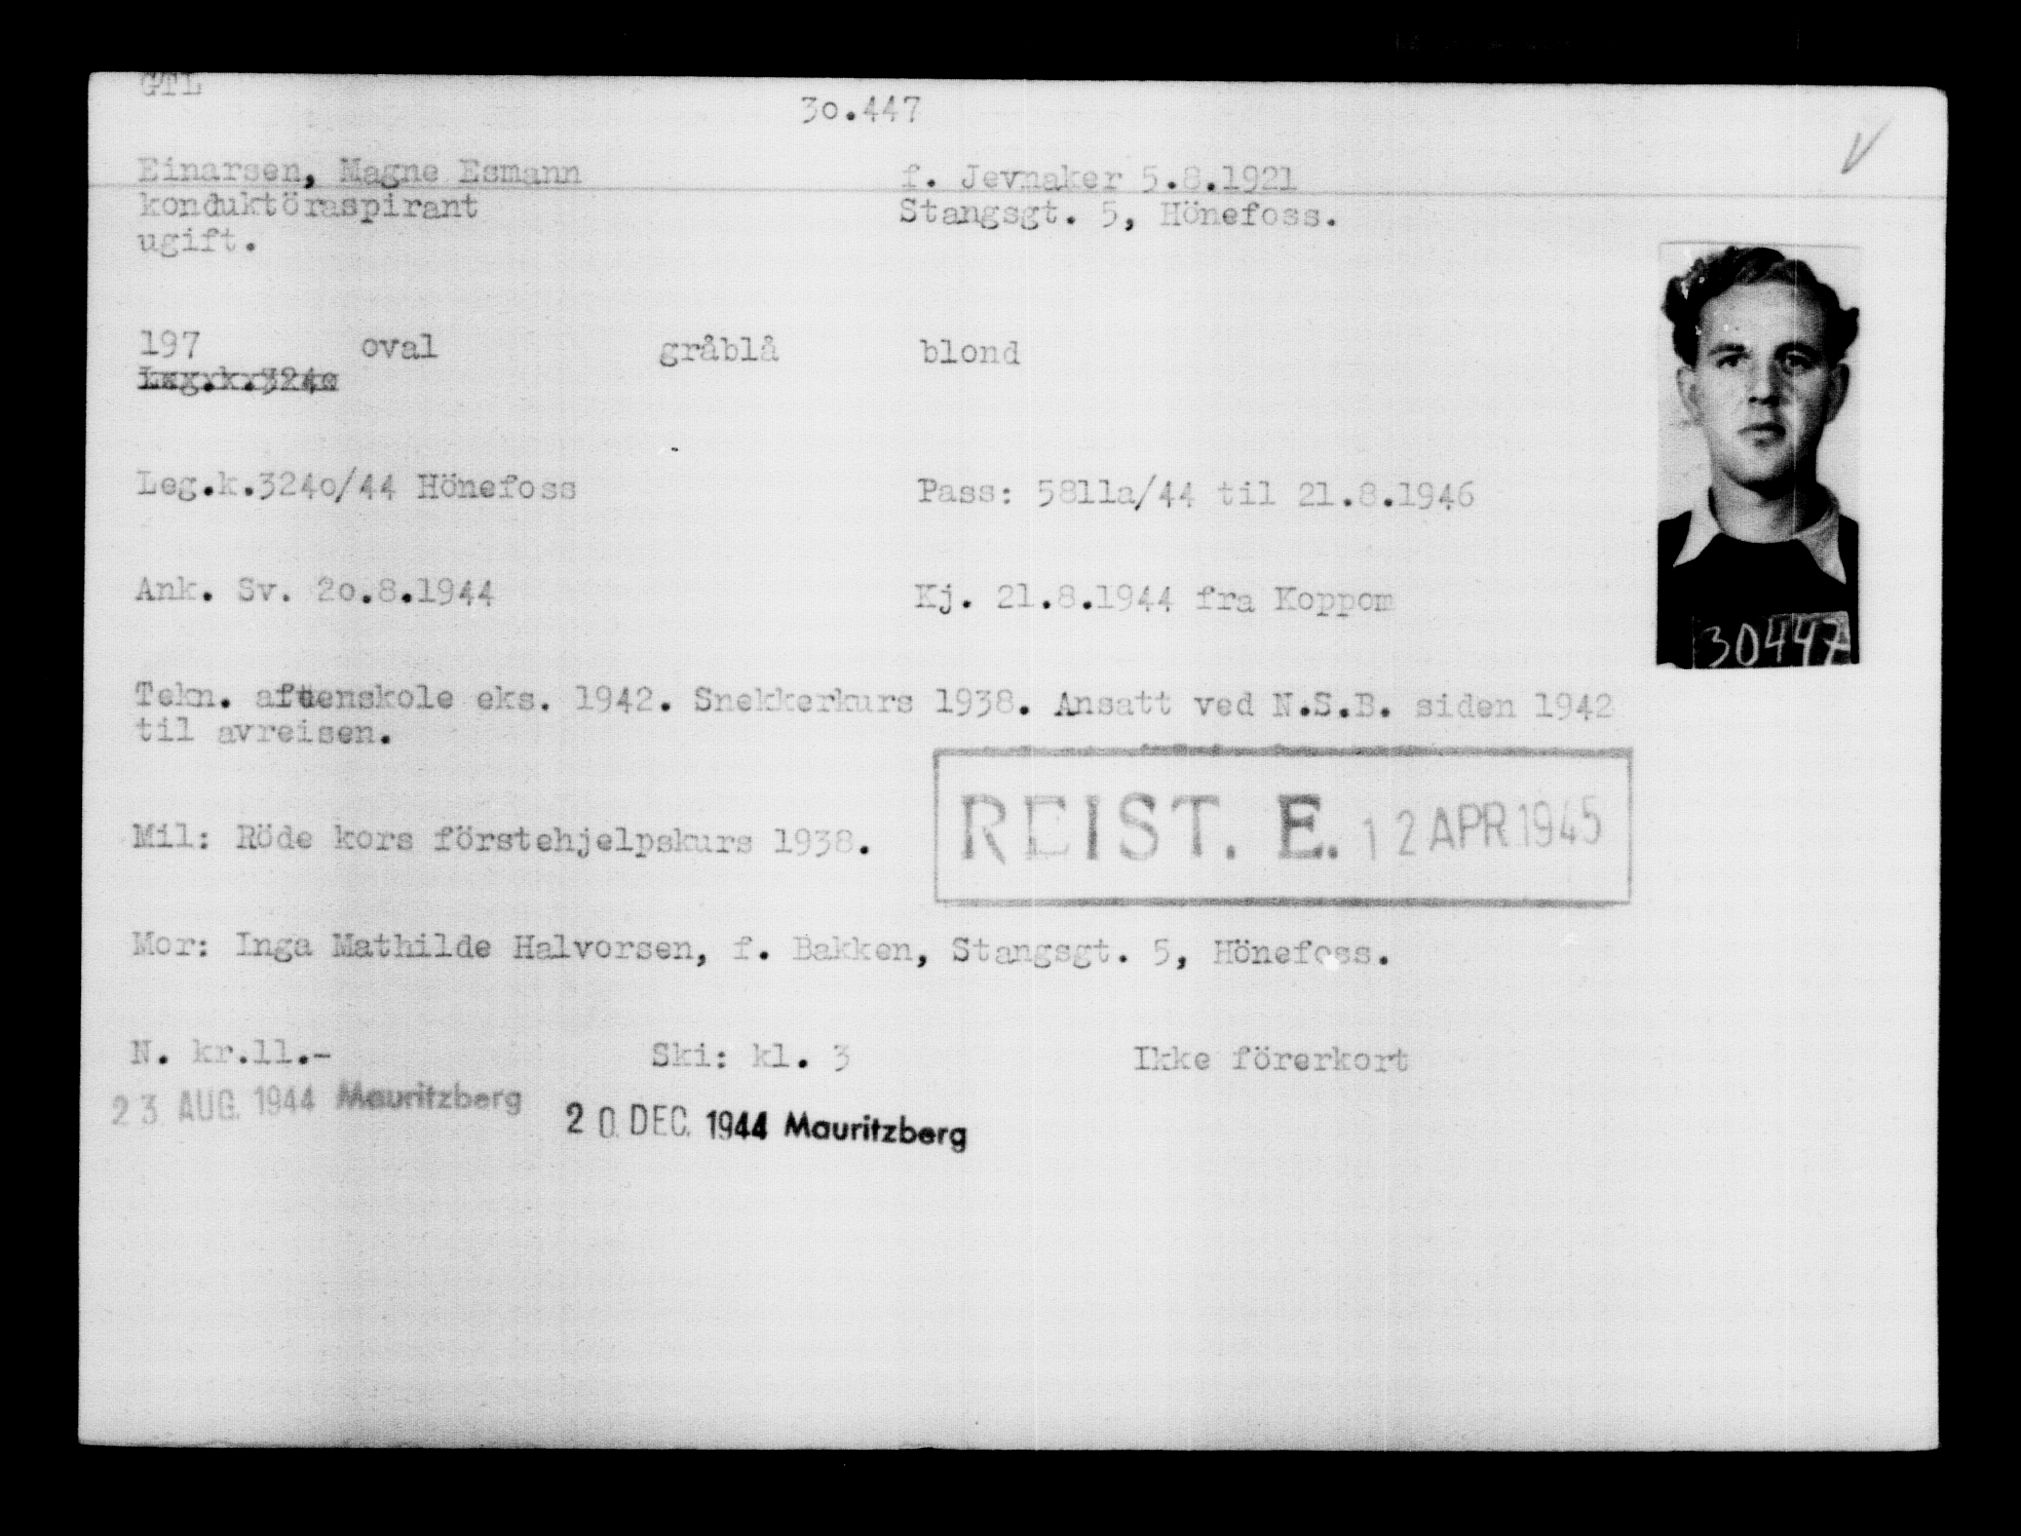 GTL
30.447
Einarsen, Magne Esmann
f. Jevnaker 5.8.1921
konduktöraspirant
Stangsgt. 5, Hönefoss.
ugift.
197 oval gråblå blond
Leg.k.3240
Leg.k.3240/44 Hönefoss
Pass: 5811a/44 til 21.8.1946
Ank. Sv. 20.8.1944
Kj. 21.8.1944 fra Koppom
30447
Tekn. aftenskole eks. 1942. Snekkerkurs 1938. Ansatt ved N.S.B. siden 1942
til avreisen.
REIST. E. 12 APR 1945
Mil: Röde kors förstehjelpskurs 1938.
Mor: Inga Mathilde Halvorsen, f. Bakken, Stangsgt. 5, Hönefoss.
N. kr.11.-
Ski: kl. 3
Ikke förerkort
23 AUG. 1944 Mauritzberg
20. DEC. 1944 Mauritzberg